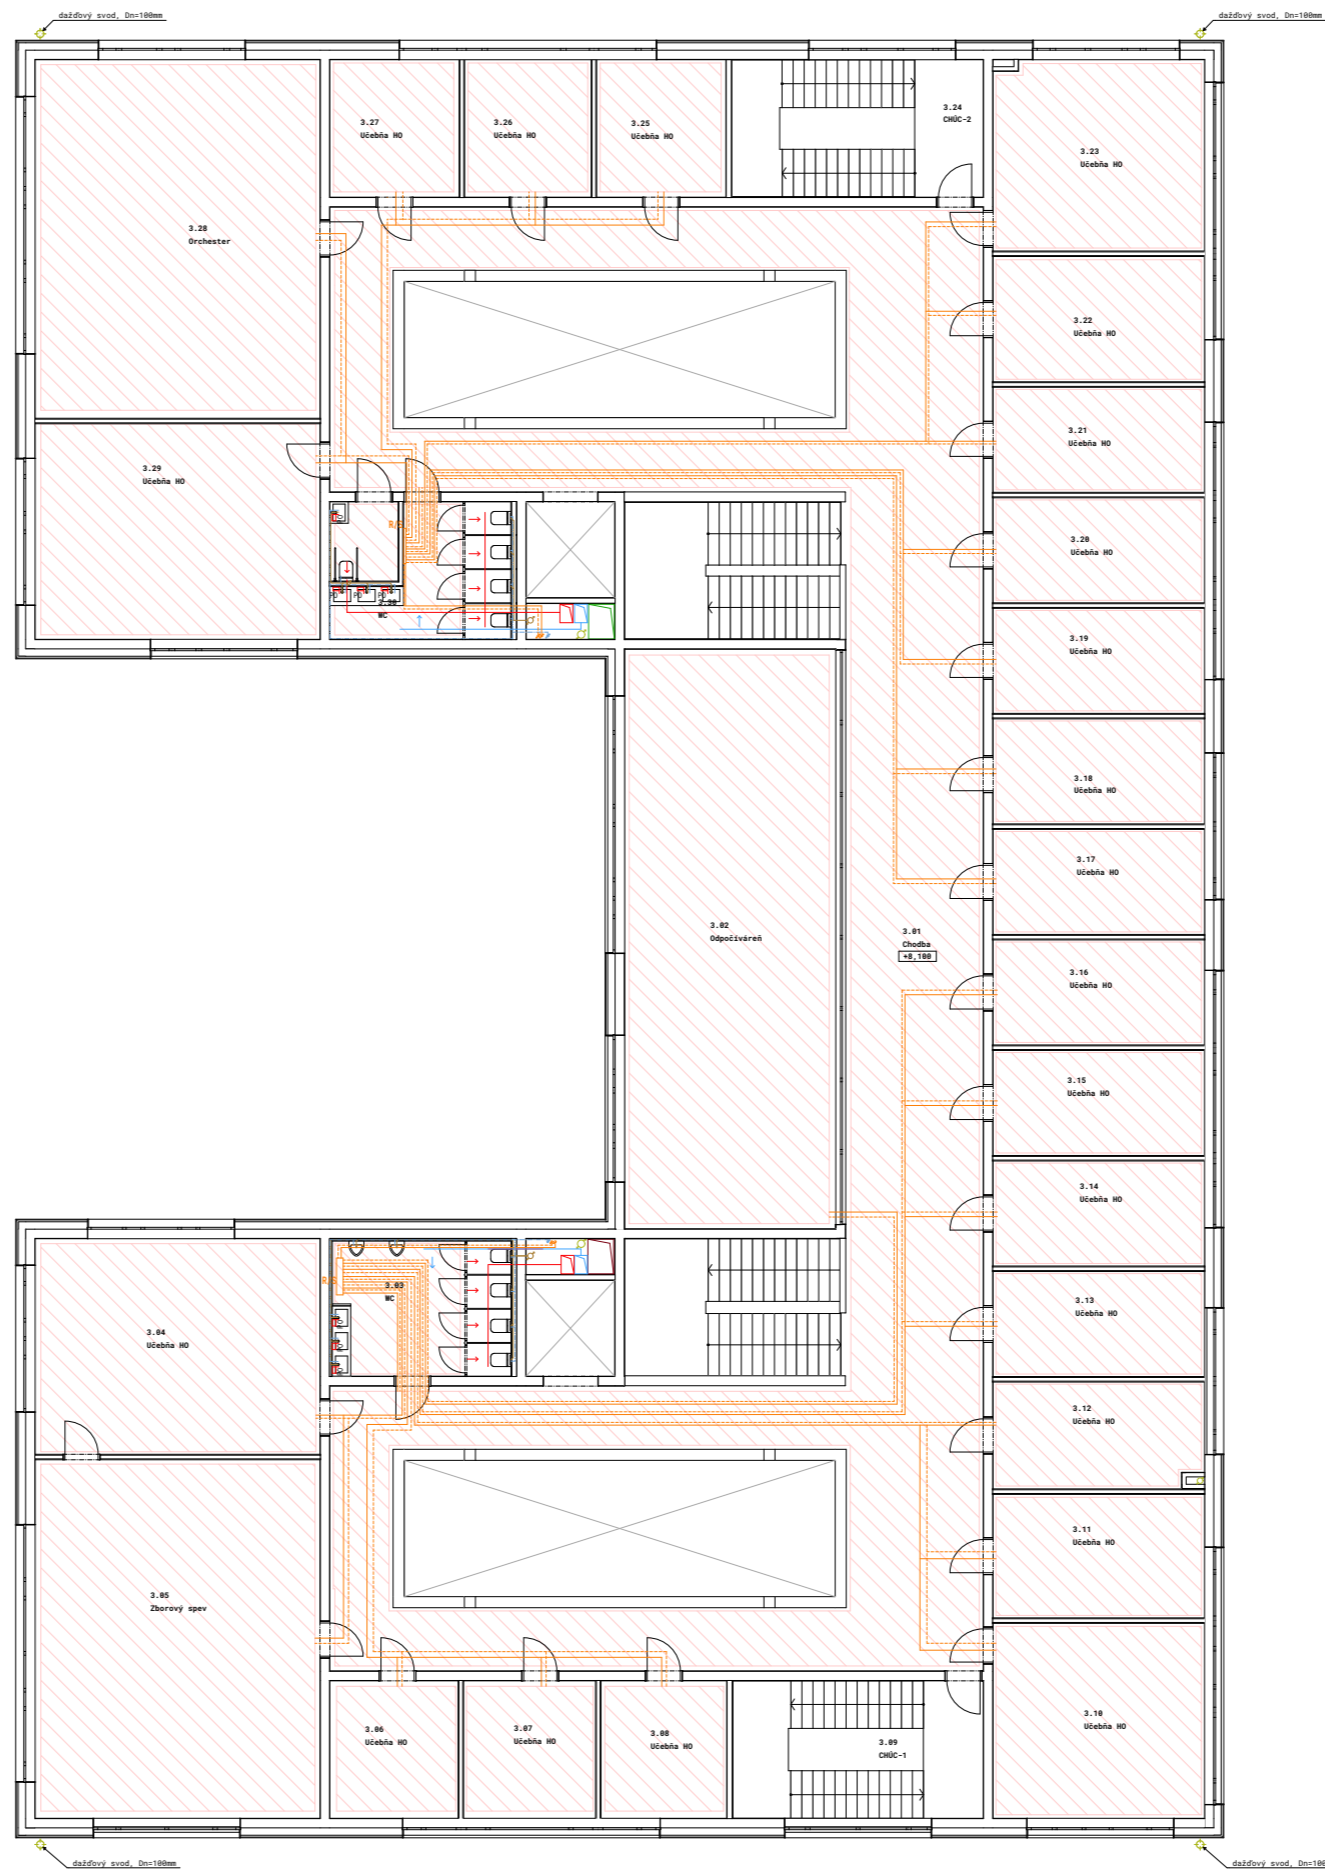 dažďový svod, Dn=100mm
dažďový svod, Dn=100mm
3.27
Učebňa HO
3.26
Učebňa HO
3.25
Učebňa HO
3.24
CHÚC-2
3.23
Učebňa HO
3.28
Orchester
3.22
Učebňa HO
3.21
Učebňa HO
3.29
Učebňa HO
3.20
Učebňa HO
3.30
WC
3.19
Učebňa HO
3.18
Učebňa HO
3.17
Učebňa HO
3.02
Odpočiváreň
3.01
Chodba
+8,100
3.16
Učebňa HO
3.15
Učebňa HO
3.14
Učebňa HO
3.03
WC
3.13
Učebňa HO
3.04
Učebňa HO
3.12
Učebňa HO
3.11
Učebňa HO
3.05
Zborový spev
3.10
Učebňa HO
3.06
Učebňa HO
3.07
Učebňa HO
3.08
Učebňa HO
3.09
CHÚC-1
dažďový svod, Dn=100mm
dažďový svod, Dn=100